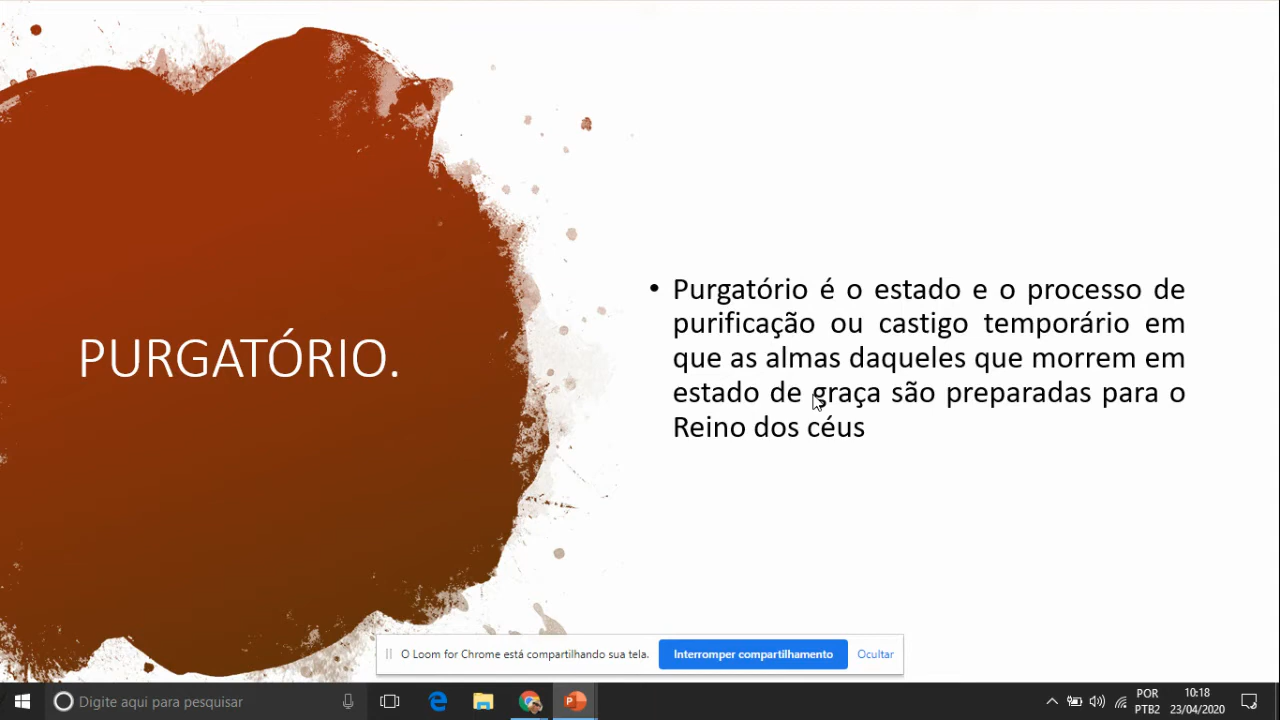 PURGATÓRIO.
• Purgatório é o estado e o processo de
purificação ou castigo temporário em
que as almas daqueles que morrem em
estado de graça são preparadas para o
Reino dos céus
O Loom for Chrome está compartilhando sua tela.
Interromper compartilhamento
Ocultar
Digite aqui para pesquisar
POR
PTB2
10:18
23/04/2020